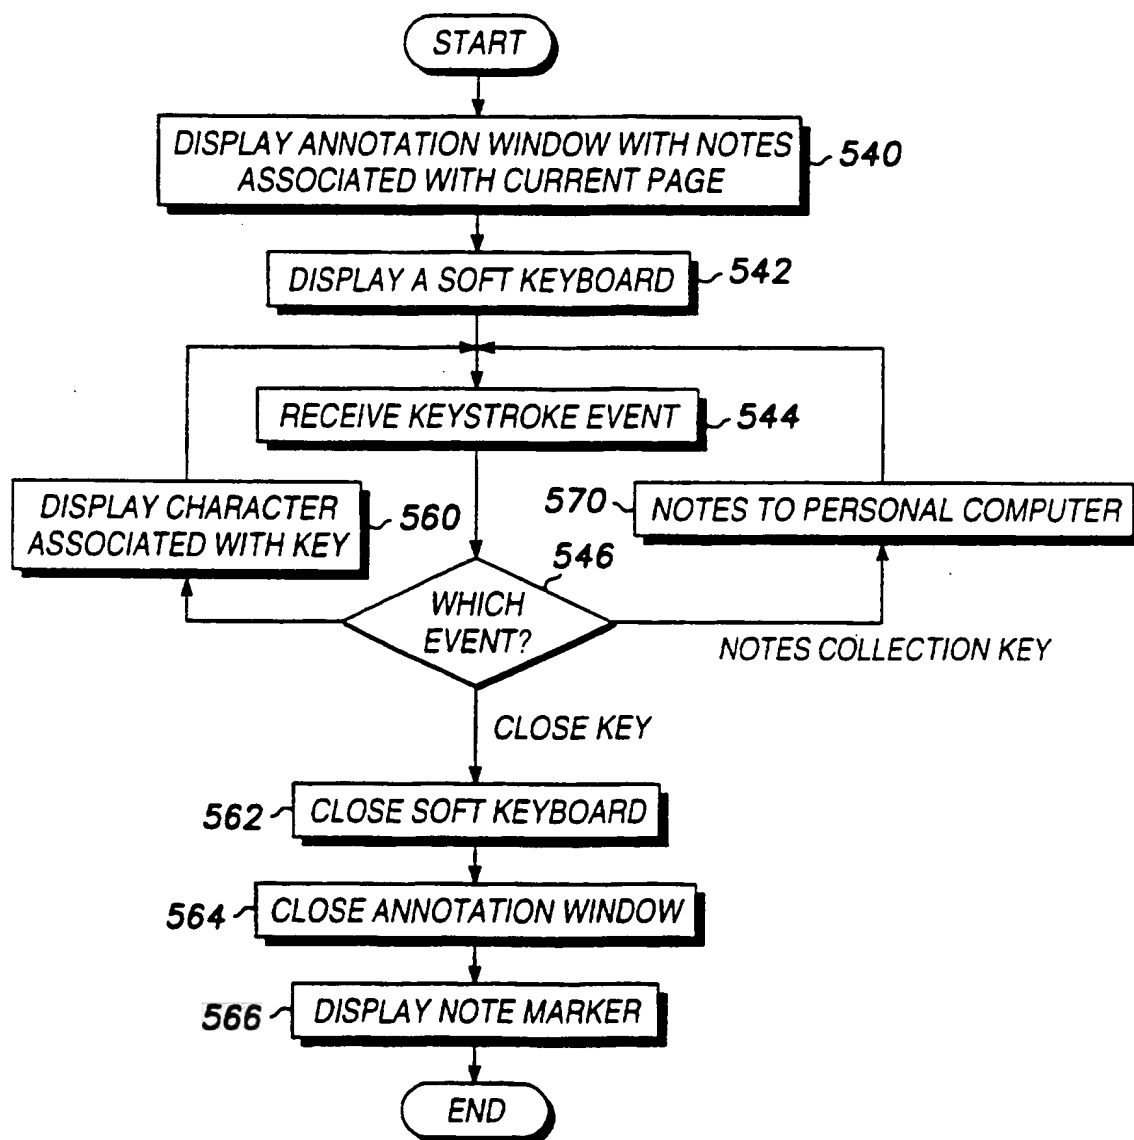 START
DISPLAY ANNOTATION WINDOW WITH NOTES
ASSOCIATED WITH CURRENT PAGE
540
DISPLAY A SOFT KEYBOARD
542
RECEIVE KEYSTROKE EVENT
544
DISPLAY CHARACTER
ASSOCIATED WITH KEY
560
570
NOTES TO PERSONAL COMPUTER
546
WHICH
EVENT?
NOTES COLLECTION KEY
CLOSE KEY
562
CLOSE SOFT KEYBOARD
564
CLOSE ANNOTATION WINDOW
566
DISPLAY NOTE MARKER
END